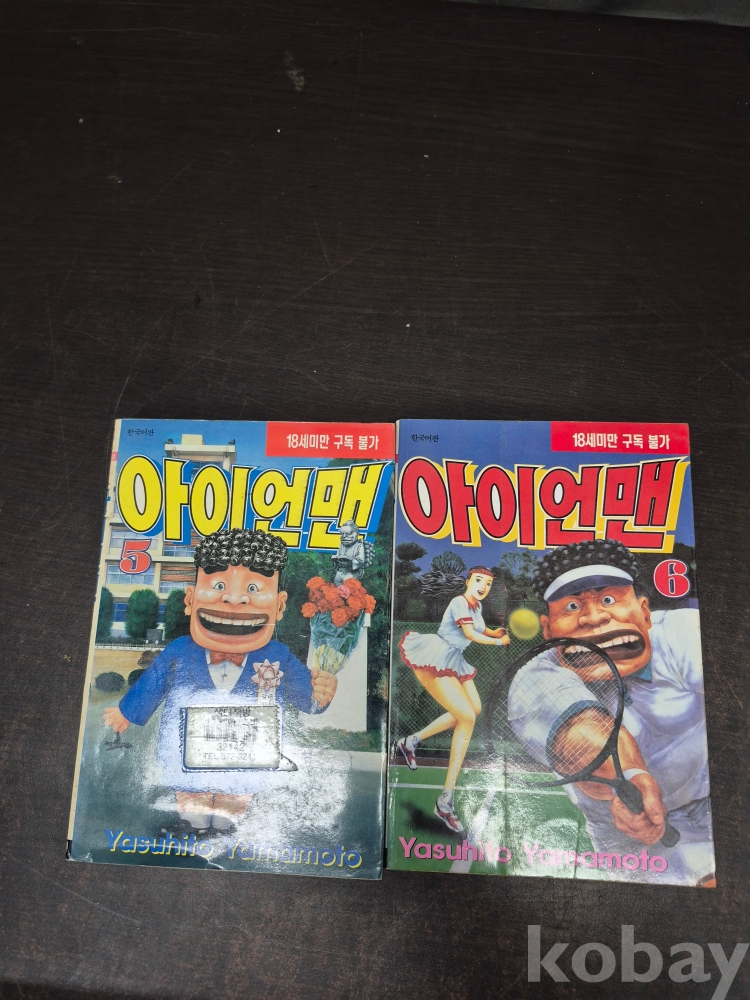 한국어판
18세미만 구독 불가
아이언맨
5
32142
Yasuhito Yamamoto
한국어판
18세미만 구독 불가
아이언맨
6
Yasuhito Yamamoto
kobay